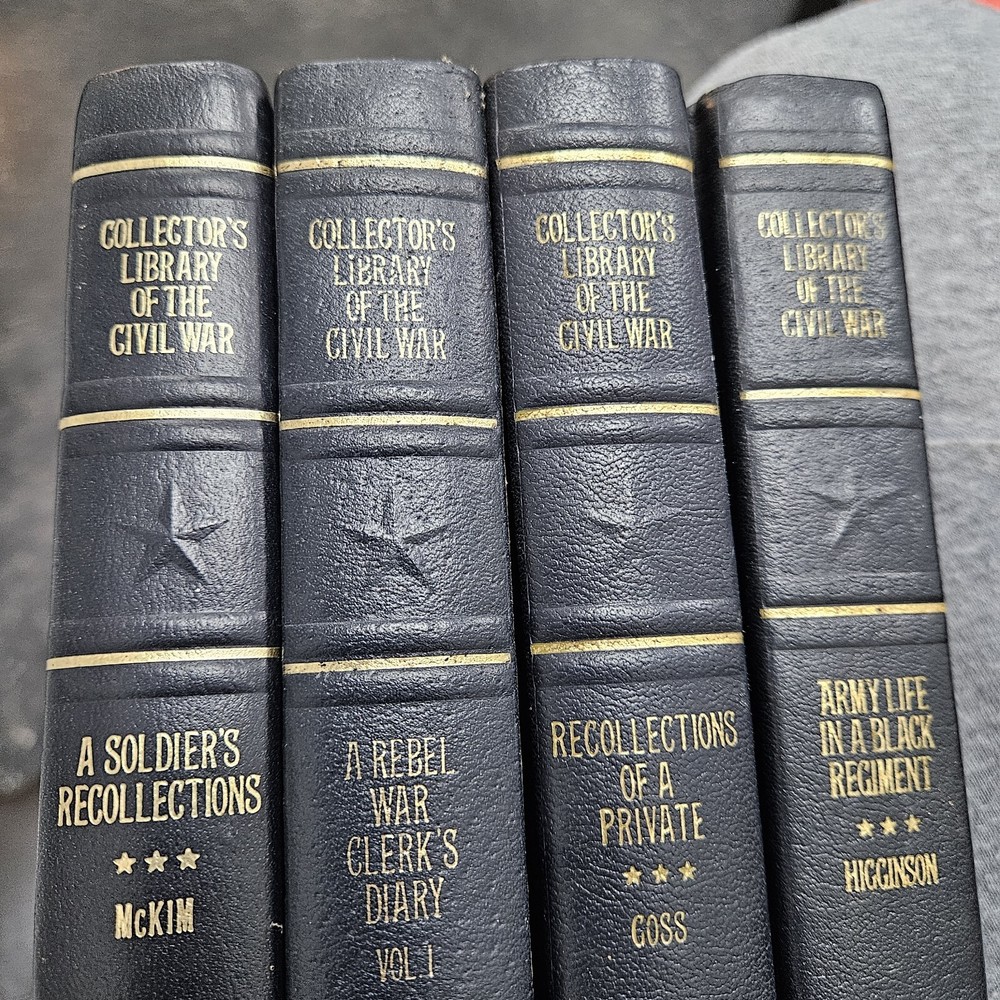 COLLECTOR'S
LIBRARY
OF THE
CIVIL WAR
A SOLDIER'S
RECOLLECTIONS
McKIM
COLLECTOR'S
LIBRARY
OF THE
CIVIL WAR
A REBEL
WAR
CLERK'S
DIARY
VOL I
COLLECTOR'S
LIBRARY
OF THE
CIVIL WAR
RECOLLECTIONS
OF A
PRIVATE
GOSS
COLLECTOR'S
LIBRARY
OF THE
CIVIL WAR
ARMY LIFE
IN A BLACK
REGIMENT
HIGGINSON